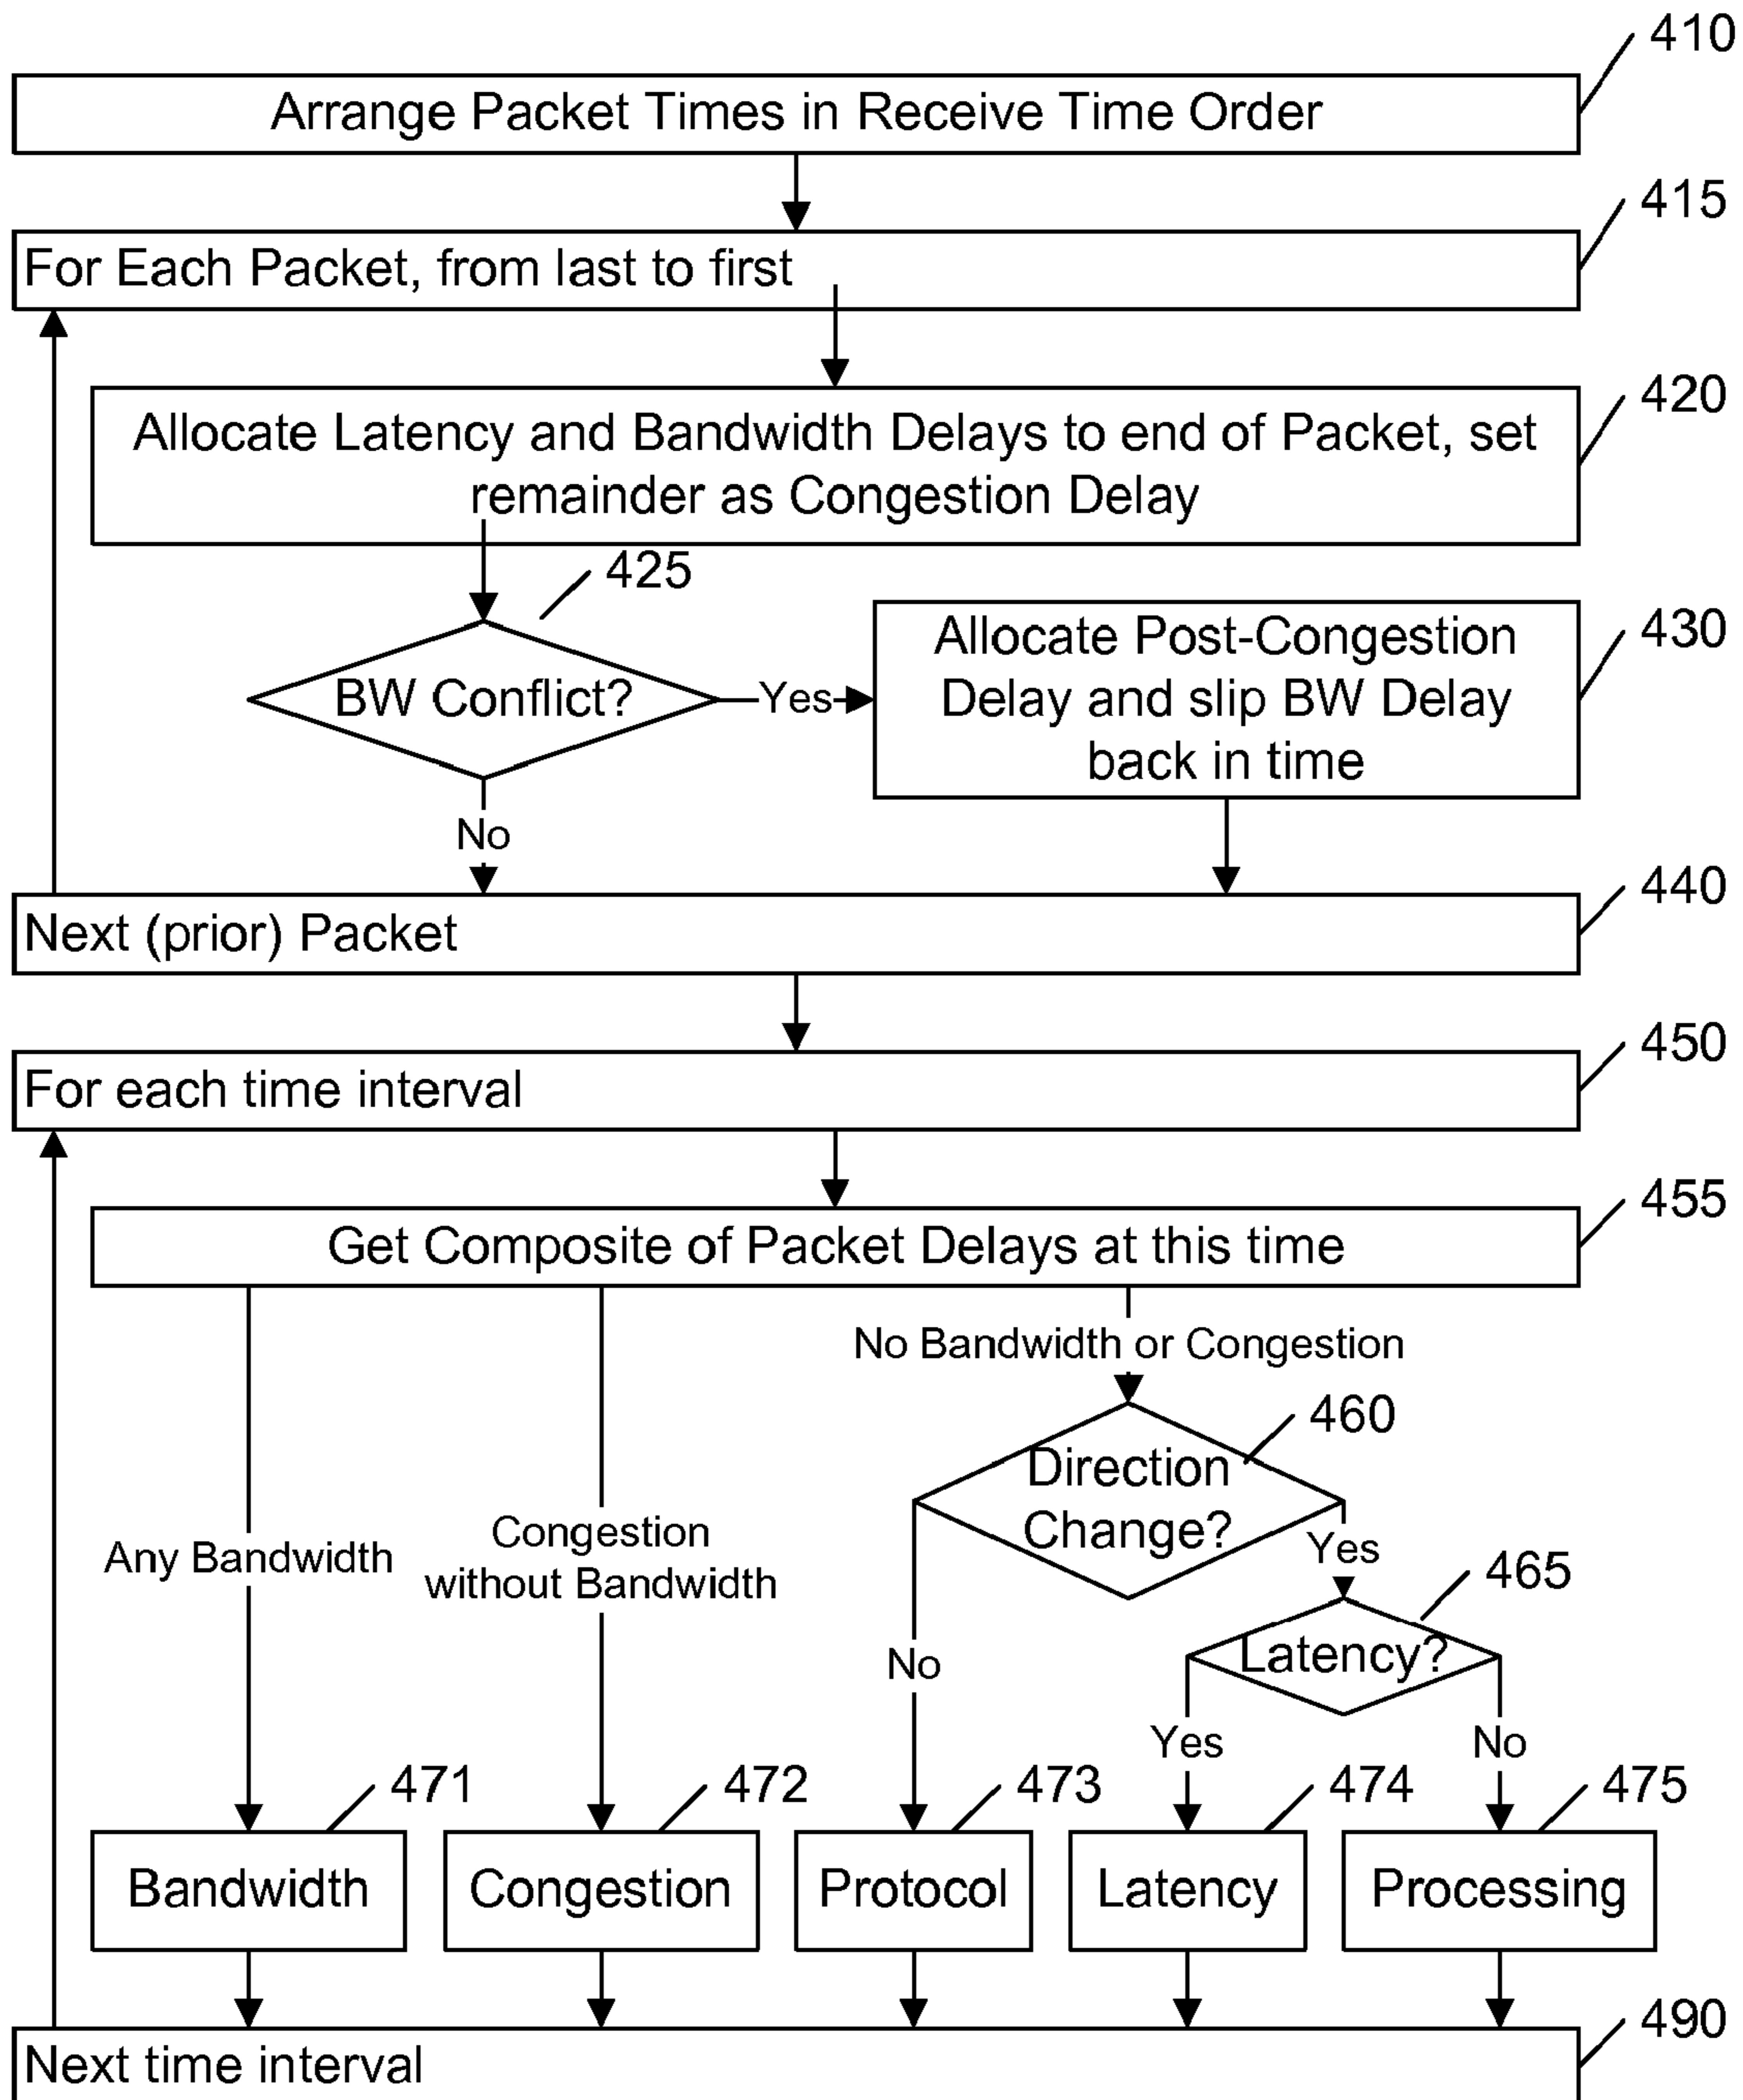 410
Arrange Packet Times in Receive Time Order
415
For Each Packet, from last to first
420
Allocate Latency and Bandwidth Delays to end of Packet, set
remainder as Congestion Delay
425
BW Conflict?
Yes
430
Allocate Post-Congestion
Delay and slip BW Delay
back in time
No
440
Next (prior) Packet
450
For each time interval
455
Get Composite of Packet Delays at this time
No Bandwidth or Congestion
460
Direction
Change?
Any Bandwidth
Congestion
without Bandwidth
Yes
465
Latency?
No
Yes
No
471
472
473
474
475
Bandwidth
Congestion
Protocol
Latency
Processing
490
Next time interval